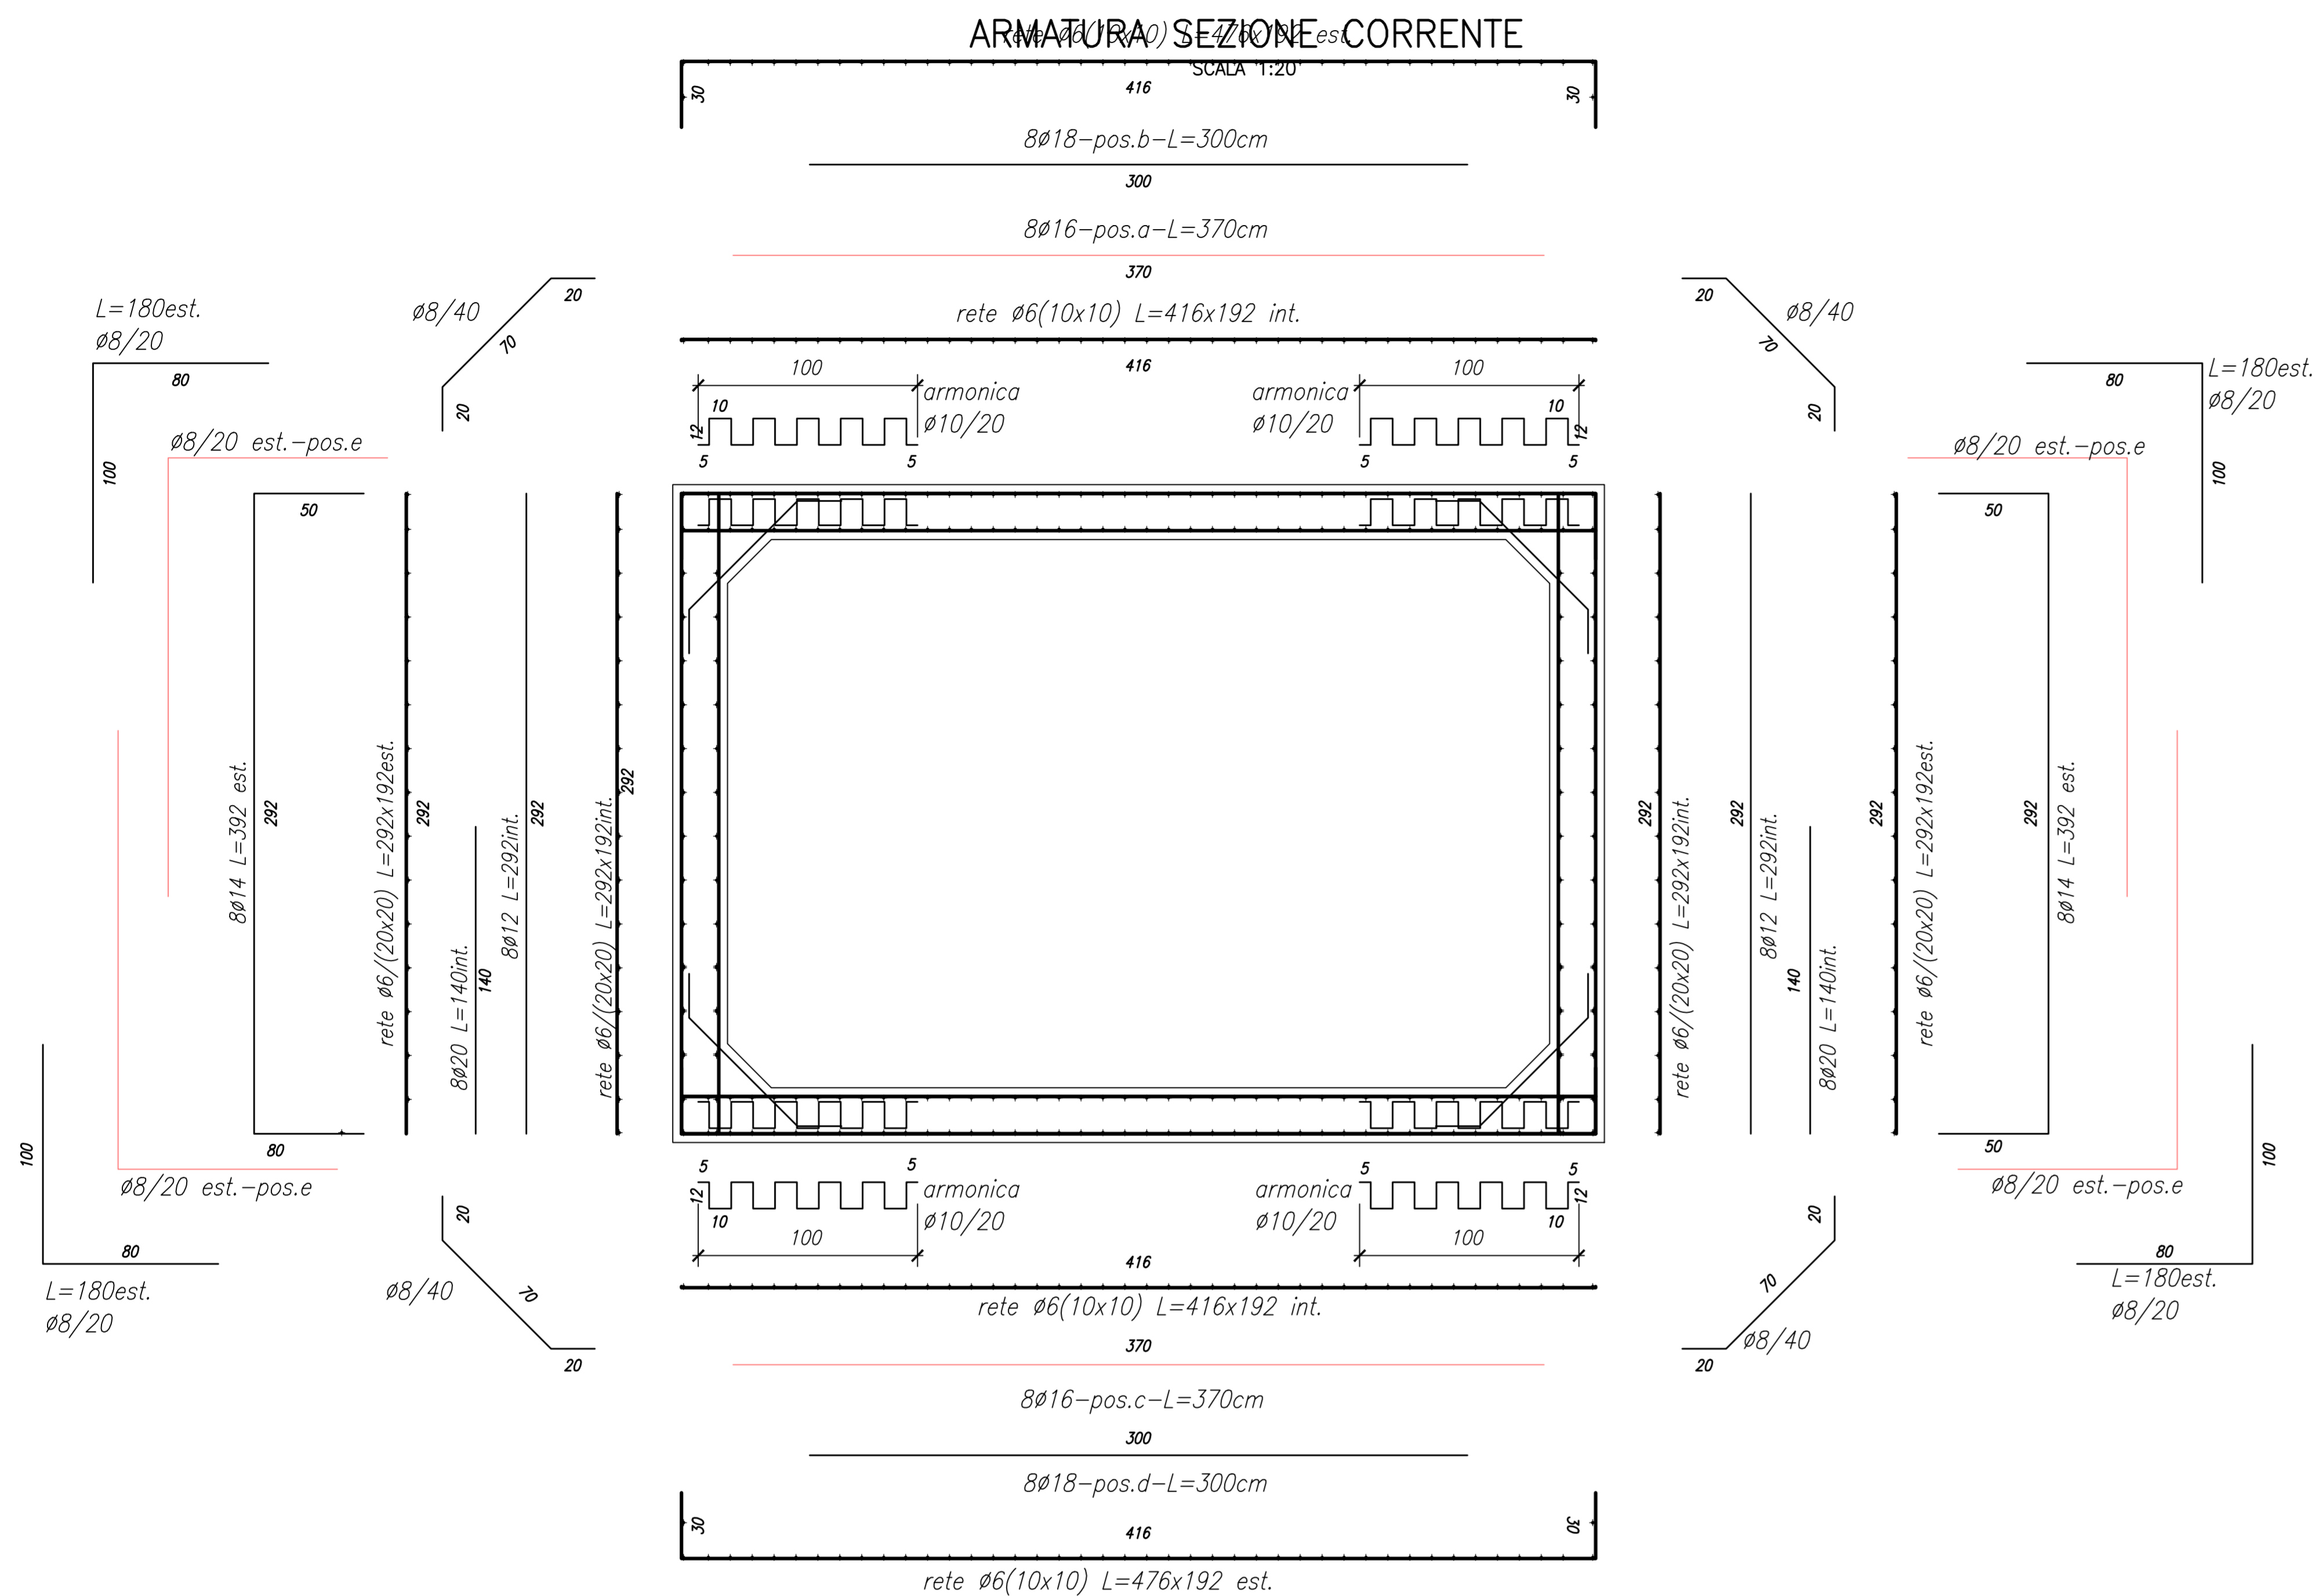 ARMATURA SEZIONE CORRENTE
rete ø6(10x10) L=476x192 est.
SCALA 1:20
416
30
30
8ø18-pos.b-L=300cm
300
8ø16-pos.a-L=370cm
370
rete ø6(10x10) L=416x192 int.
416
L=180est.
ø8/20
80
100
ø8/40
20
70
20
20
70
20
ø8/40
80
100
L=180est.
ø8/20
100
10
12
5
5
armonica
ø10/20
armonica
ø10/20
100
10
12
5
5
ø8/20 est.-pos.e
ø8/20 est.-pos.e
50
8ø14 L=392 est.
292
80
rete ø6/(20x20) L=292x192est.
292
8ø20 L=140int.
140
8ø12 L=292int.
292
rete ø6/(20x20) L=292x192int.
292
292
rete ø6/(20x20) L=292x192int.
292
8ø12 L=292int.
140
8ø20 L=140int.
292
rete ø6/(20x20) L=292x192est.
50
292
8ø14 L=392 est.
50
ø8/20 est.-pos.e
ø8/20 est.-pos.e
100
80
L=180est.
ø8/20
20
70
20
ø8/40
5
5
12
10
100
armonica
ø10/20
5
5
12
10
100
armonica
ø10/20
20
70
20
ø8/40
100
80
L=180est.
ø8/20
416
rete ø6(10x10) L=416x192 int.
370
8ø16-pos.c-L=370cm
300
8ø18-pos.d-L=300cm
30
30
416
rete ø6(10x10) L=476x192 est.